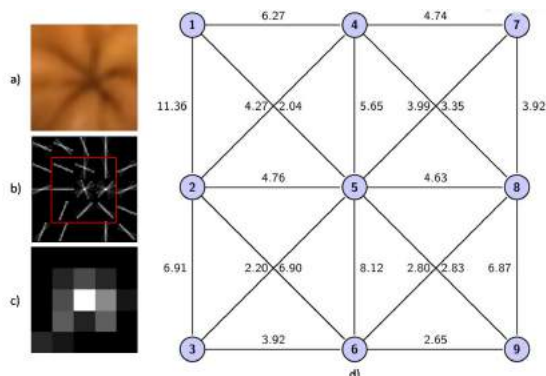 1 6.27 4 4.74 7
a)
11.36 4.27 2.04 5.65 3.99 3.35 3.92
b)
2 4.76 5 4.63 8
c)
6.91 2.20 6.90 8.12 2.80 2.83 6.87
3 3.92 6 2.65 9
d)